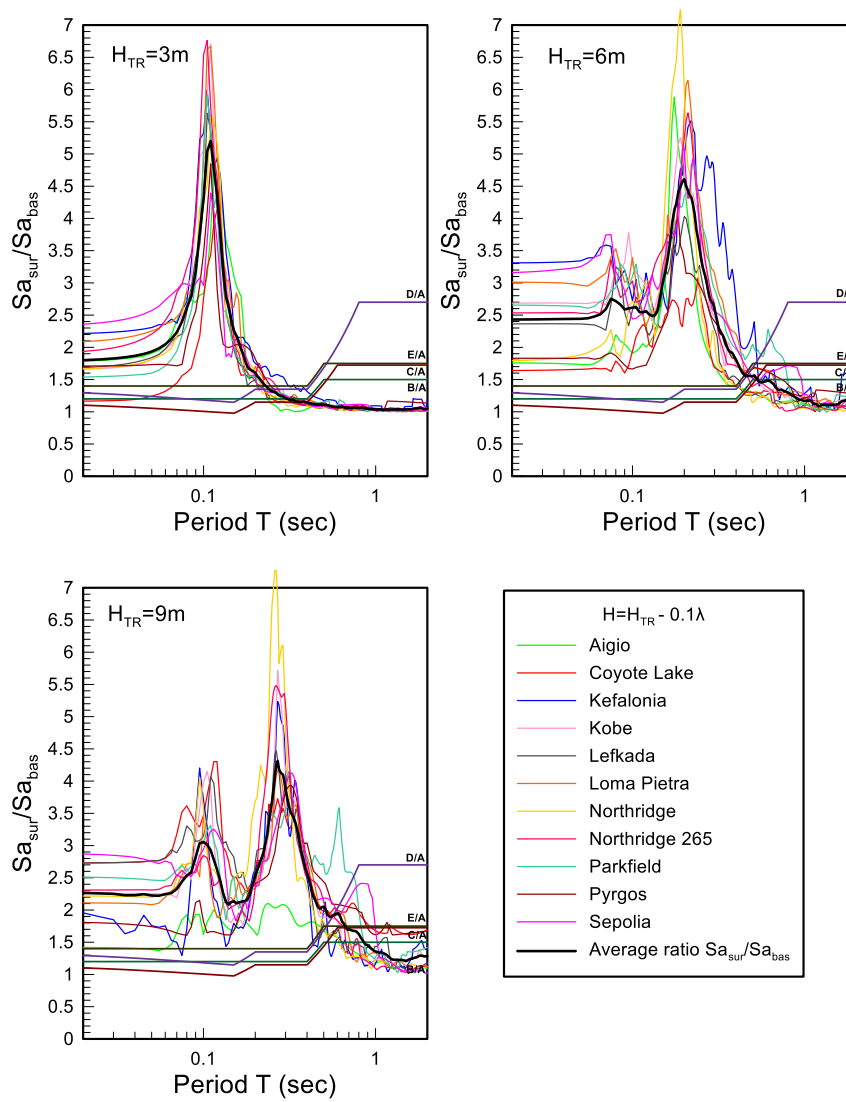 7
6.5
6
5.5
5
4.5
4
3.5
3
2.5
2
1.5
1
0.5
0
Sa_sur/Sa_bas
H_TR=3m
D/A
E/A
C/A
B/A
0.1
1
Period T (sec)
7
6.5
6
5.5
5
4.5
4
3.5
3
2.5
2
1.5
1
0.5
0
Sa_sur/Sa_bas
H_TR=6m
D/
E/A
C/
B/
0.1
1
Period T (sec)
7
6.5
6
5.5
5
4.5
4
3.5
3
2.5
2
1.5
1
0.5
0
Sa_sur/Sa_bas
H_TR=9m
D/A
E/A
C/A
B/A
0.1
1
Period T (sec)
H=H_TR - 0.1λ
Aigio
Coyote Lake
Kefalonia
Kobe
Lefkada
Loma Pietra
Northridge
Northridge 265
Parkfield
Pyrgos
Sepolia
Average ratio Sa_sur/Sa_bas